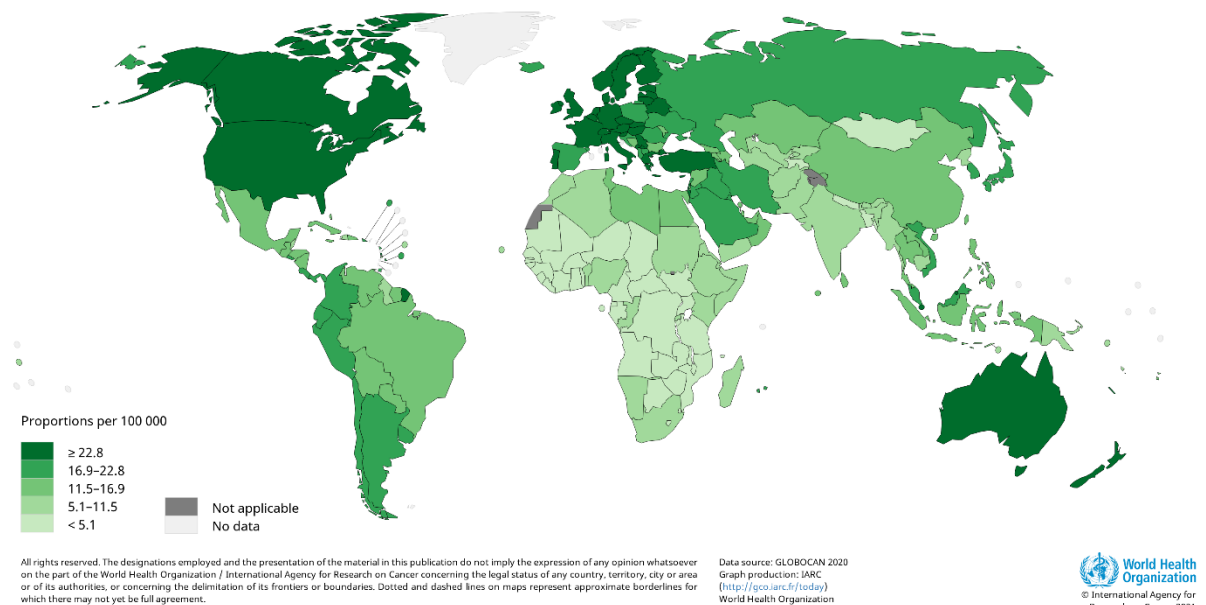 Proportions per 100 000
≥ 22.8
16.9–22.8
11.5–16.9
5.1–11.5
< 5.1
Not applicable
No data
All rights reserved. The designations employed and the presentation of the material in this publication do not imply the expression of any opinion whatsoever
on the part of the World Health Organization / International Agency for Research on Cancer concerning the legal status of any country, territory, city or area
or of its authorities, or concerning the delimitation of its frontiers or boundaries. Dotted and dashed lines on maps represent approximate borderlines for
which there may not yet be full agreement.
Data source: GLOBOCAN 2020
Graph production: IARC
(http://gco.iarc.fr/today)
World Health Organization
World Health
Organization
© International Agency for